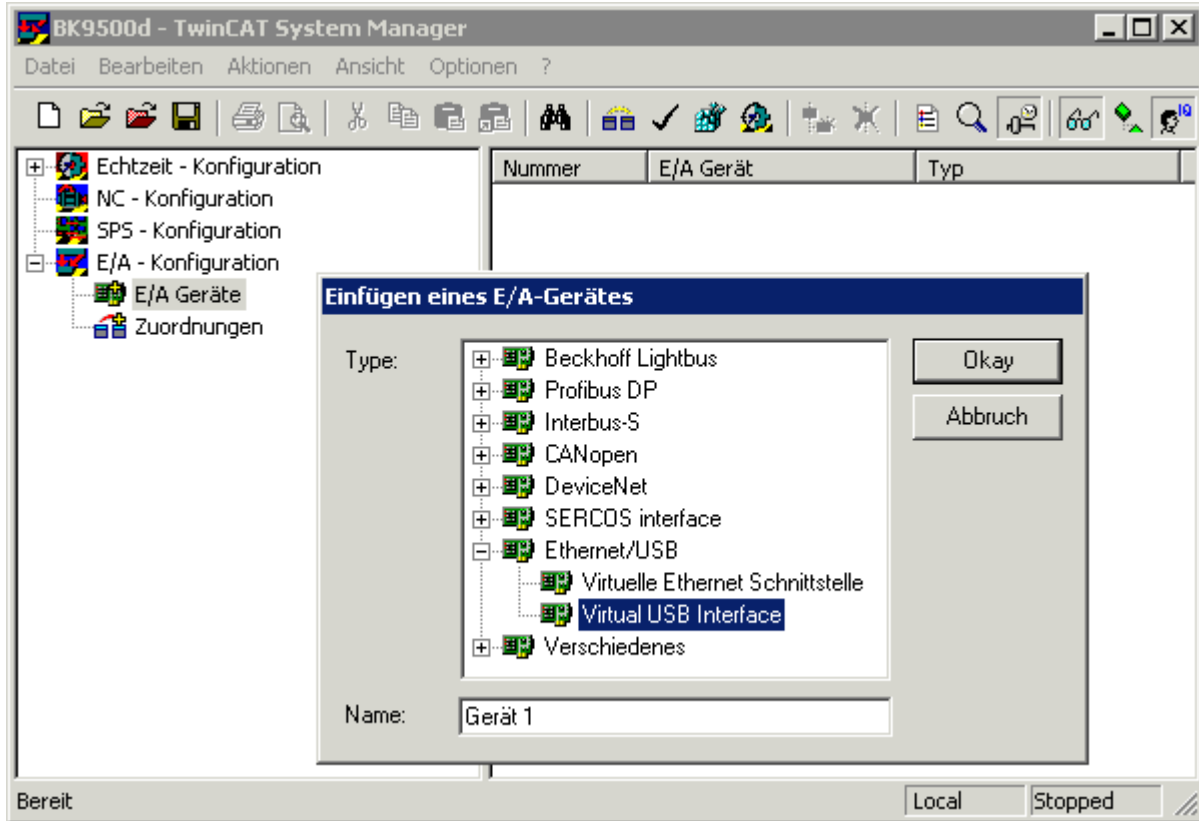 BK9500d - TwinCAT System Manager
Datei Bearbeiten Aktionen Ansicht Optionen ?
Echtzeit - Konfiguration
NC - Konfiguration
SPS - Konfiguration
E/A - Konfiguration
E/A Geräte
Zuordnungen
Nummer E/A Gerät Typ
Einfügen eines E/A-Gerätes
Type:
Beckhoff Lightbus
Profibus DP
Interbus-S
CANopen
DeviceNet
SERCOS interface
Ethernet/USB
Virtuelle Ethernet Schnittstelle
Virtual USB Interface
Verschiedenes
Okay
Abbruch
Name: Gerät 1
Bereit Local Stopped